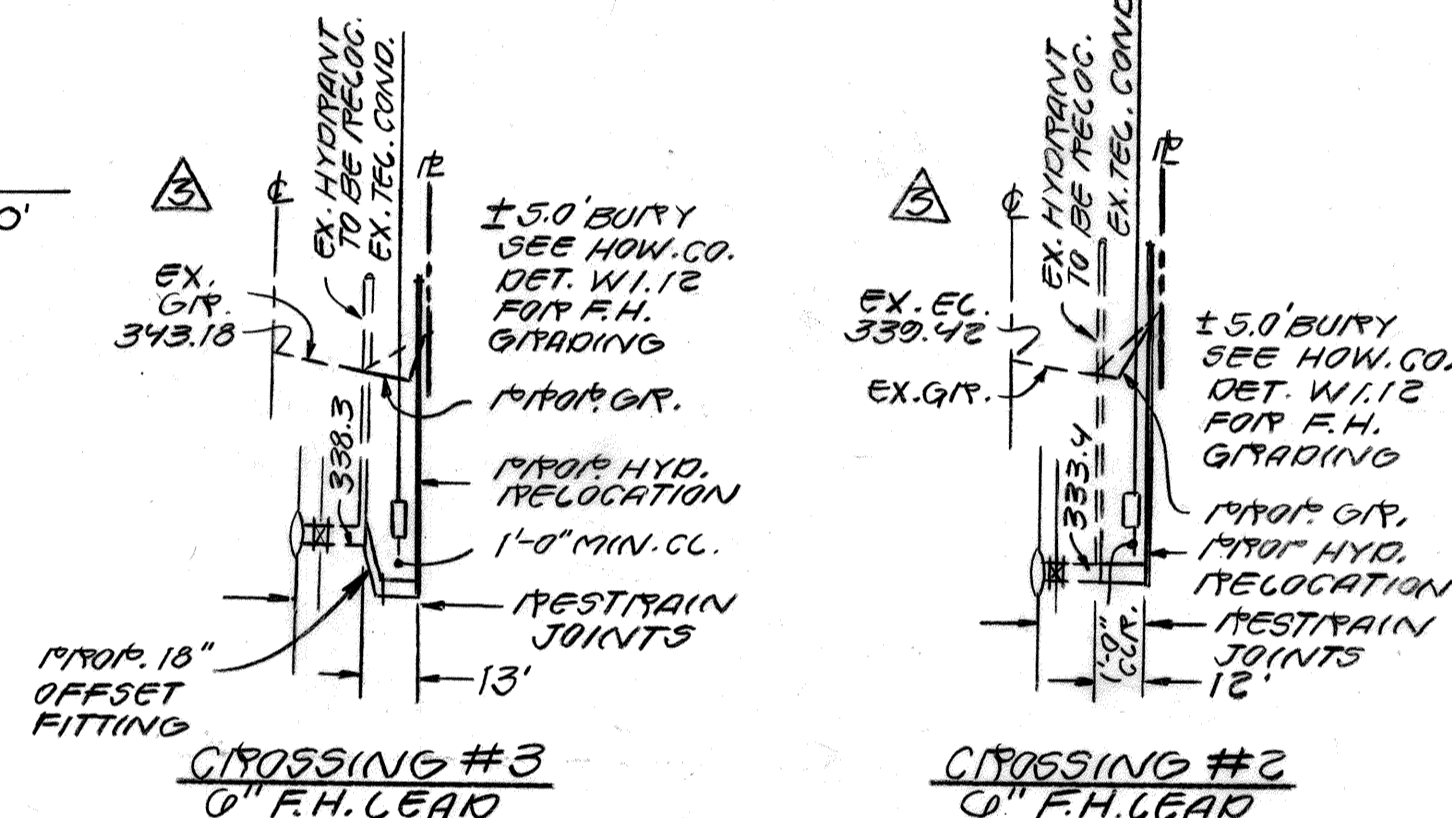 0'
3
℄
EX. HYDRANT
TO BE RELOC.
EX. TEL. COND.
PL
EX.
GR.
343.18
± 5.0' BURY
SEE HOW. CO.
DET. W1.12
FOR F.H.
GRADING
PROP. GR.
338.3
PROP. HYD.
RELOCATION
1'-0" MIN. CL.
RESTRAIN
JOINTS
13'
PROP. 18"
OFFSET
FITTING
CROSSING #3
6" F.H. LEAD
3
℄
EX. HYDRANT
TO BE RELOC.
EX. TEL. COND
PL
EX. EL.
339.42
EX. GR.
± 5.0' BURY
SEE HOW. CO.
DET. W1.12
FOR F.H.
GRADING
333.4
PROP. GR.
PROP HYD.
RELOCATION
RESTRAIN
JOINTS
1'-0"
CLR.
12'
CROSSING #2
6" F.H. LEAD